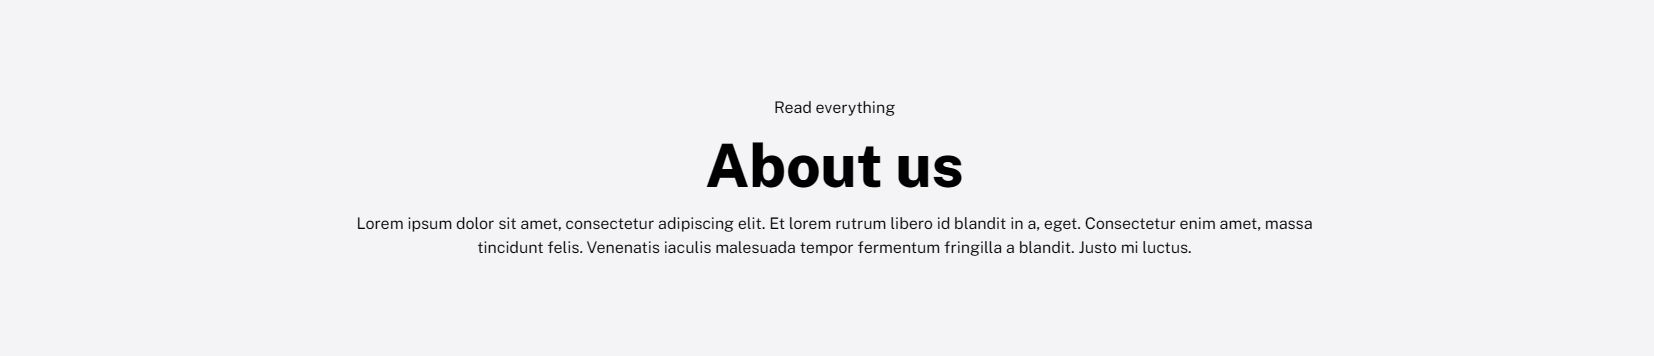 Read everything
About us
Lorem ipsum dolor sit amet, consectetur adipiscing elit. Et lorem rutrum libero id blandit in a, eget. Consectetur enim amet, massa
tincidunt felis. Venenatis iaculis malesuada tempor fermentum fringilla a blandit. Justo mi luctus.